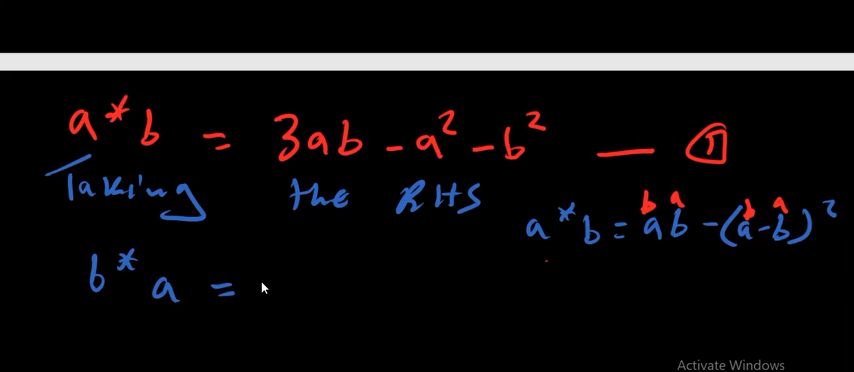 a * b = 3ab - a² - b² — ①
Taking the RHS
b a b a
a * b = ab - (a - b)²
b * a =
Activate Windows